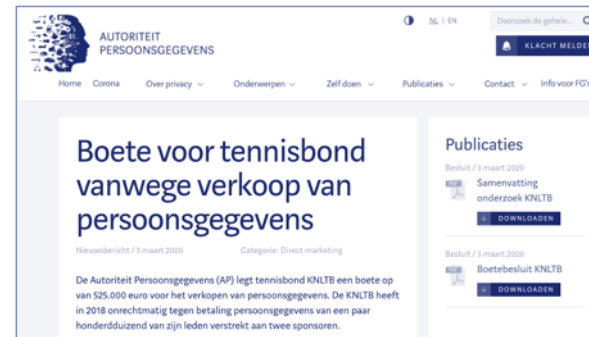 AUTORITEIT
PERSOONSGEGEVENS
NL | EN
Doorzoek de gehele...
KLACHT MELDEN
Home Corona Over privacy Onderwerpen Zelf doen Publicaties Contact Info voor FG's
Boete voor tennisbond
vanwege verkoop van
persoonsgegevens
Nieuwsbericht / 3 maart 2020 Categorie: Direct marketing
De Autoriteit Persoonsgegevens (AP) legt tennisbond KNLTB een boete op
van 525.000 euro voor het verkopen van persoonsgegevens. De KNLTB heeft
in 2018 onrechtmatig tegen betaling persoonsgegevens van een paar
honderdduizend van zijn leden verstrekt aan twee sponsoren.
Publicaties
Besluit / 3 maart 2020
PDF
Samenvatting
onderzoek KNLTB
DOWNLOADEN
Besluit / 3 maart 2020
PDF
Boetebesluit KNLTB
DOWNLOADEN